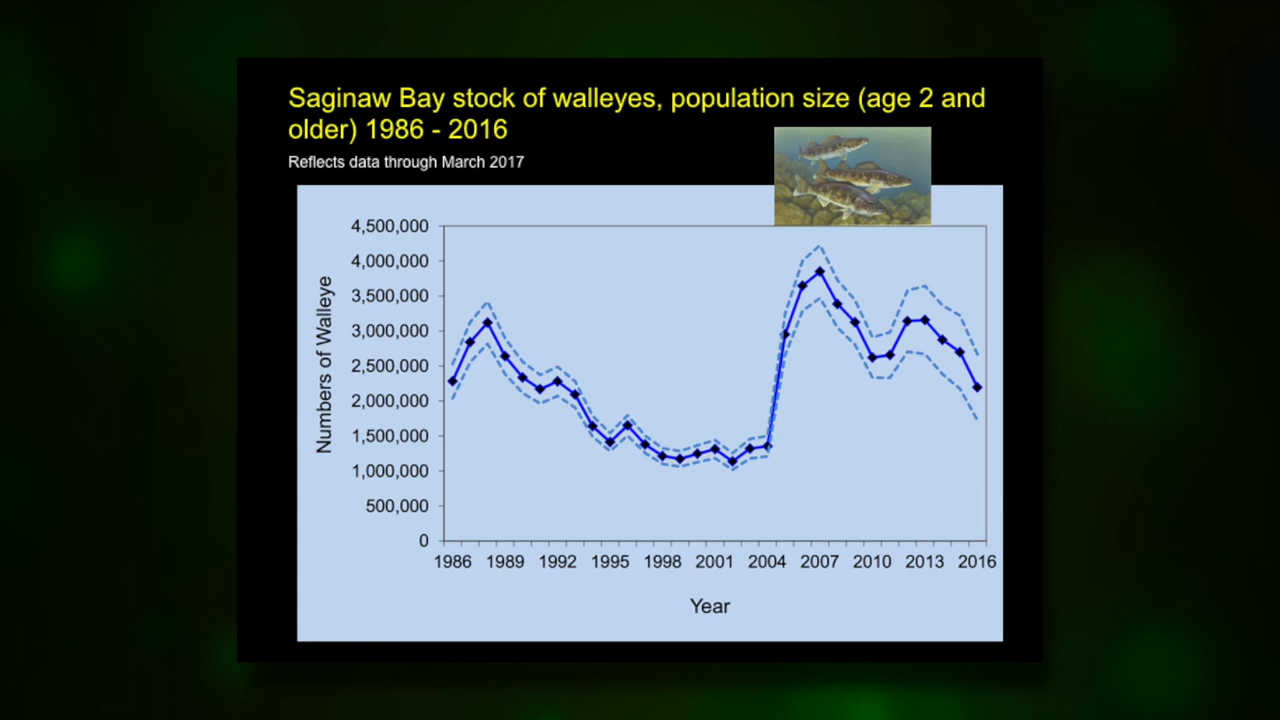 Saginaw Bay stock of walleyes, population size (age 2 and
older) 1986 - 2016
Reflects data through March 2017
4,500,000
4,000,000
3,500,000
3,000,000
2,500,000
2,000,000
1,500,000
1,000,000
500,000
0
Numbers of Walleye
1986 1989 1992 1995 1998 2001 2004 2007 2010 2013 2016
Year